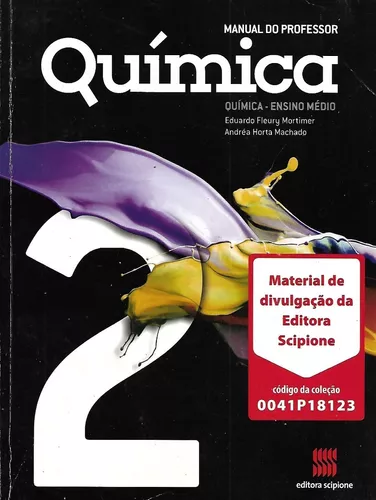 MANUAL DO PROFESSOR
Química
QUÍMICA - ENSINO MÉDIO
Eduardo Fleury Mortimer
Andréa Horta Machado
2
Material de
divulgação da
Editora
Scipione
código da coleção
0041P18123
editora scipione